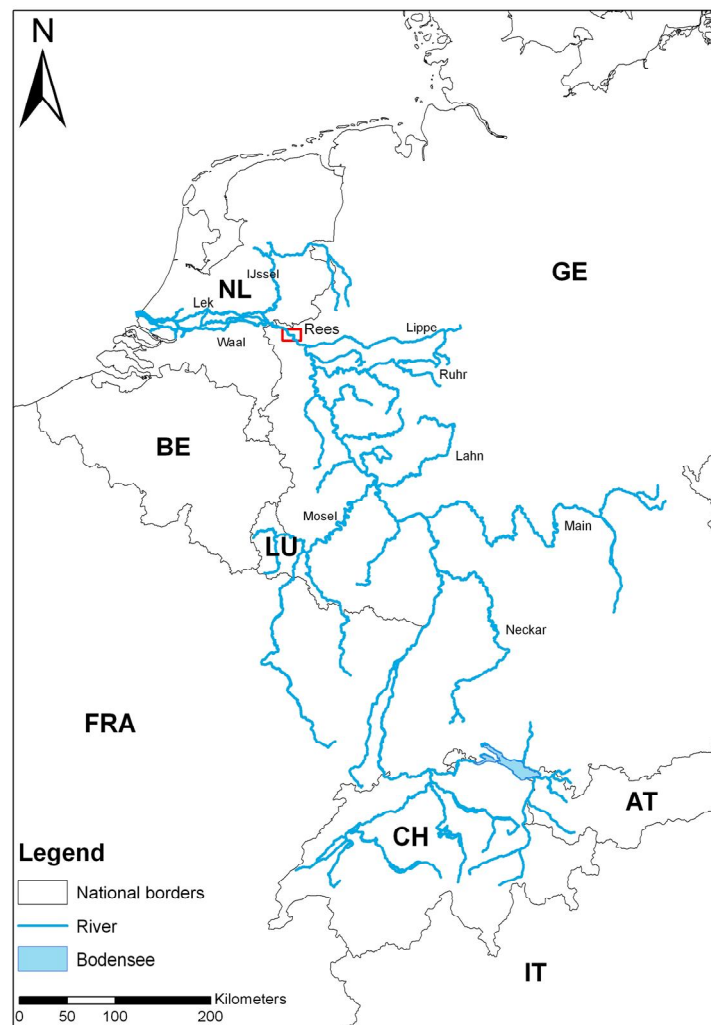 N
GE
IJssel
NL
Lek
Rees
Lippe
Waal
Ruhr
BE
Lahn
Mosel
Main
LU
Neckar
FRA
AT
CH
Legend
National borders
River
Bodensee
IT
Kilometers
0 50 100 200